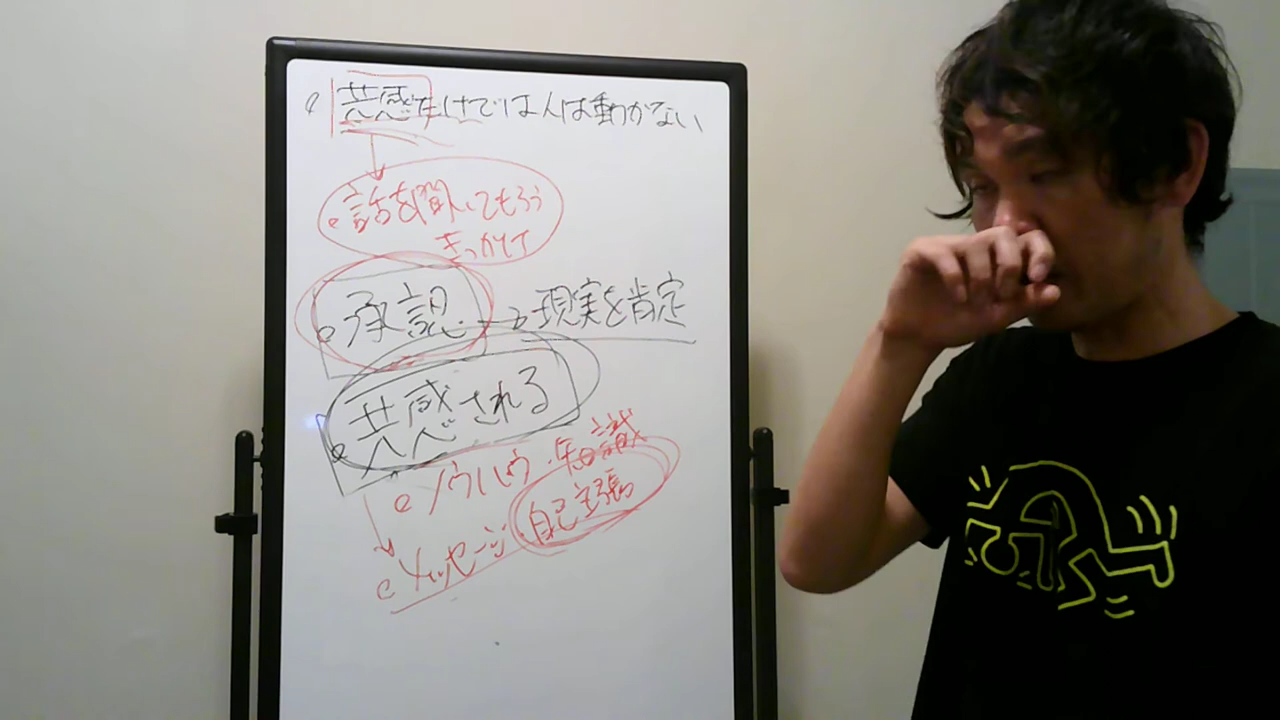 共感だけでは人は動かない
話を聞いてもらう
きっかけ
承認→現実を肯定
共感される
ノウハウ・知識
自己主張
メッセージ